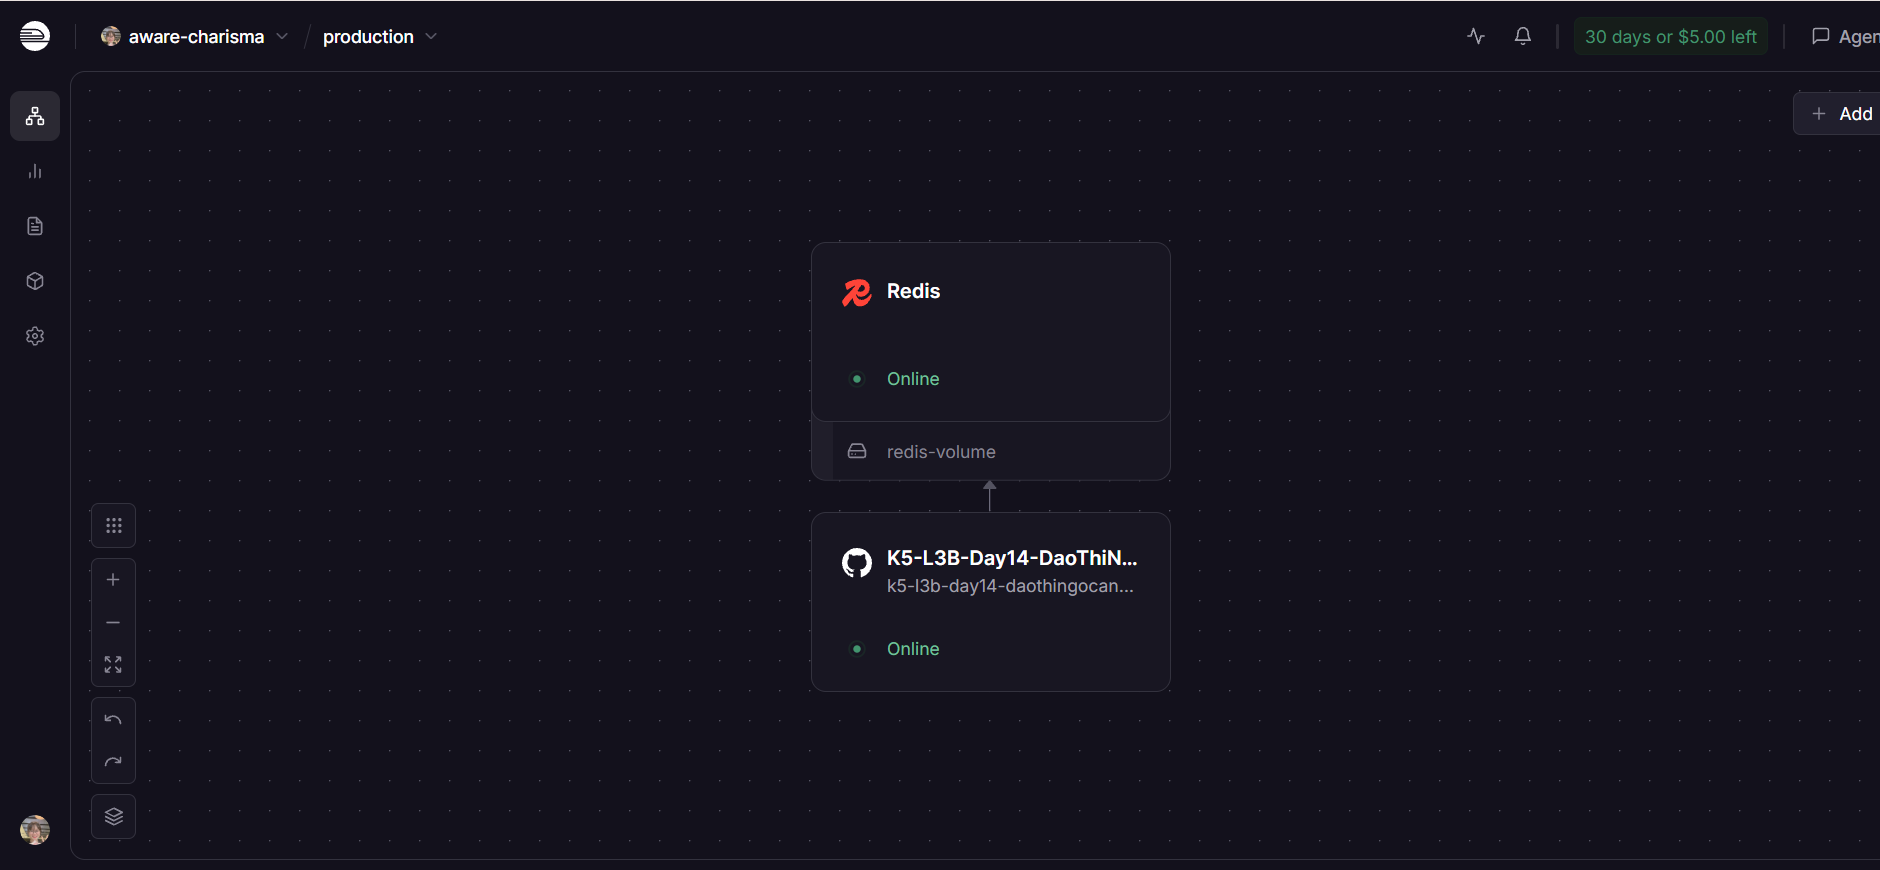 aware-charisma / production
30 days or $5.00 left
Agen
Add
Redis
Online
redis-volume
K5-L3B-Day14-DaoThiN...
k5-l3b-day14-daothingocan...
Online